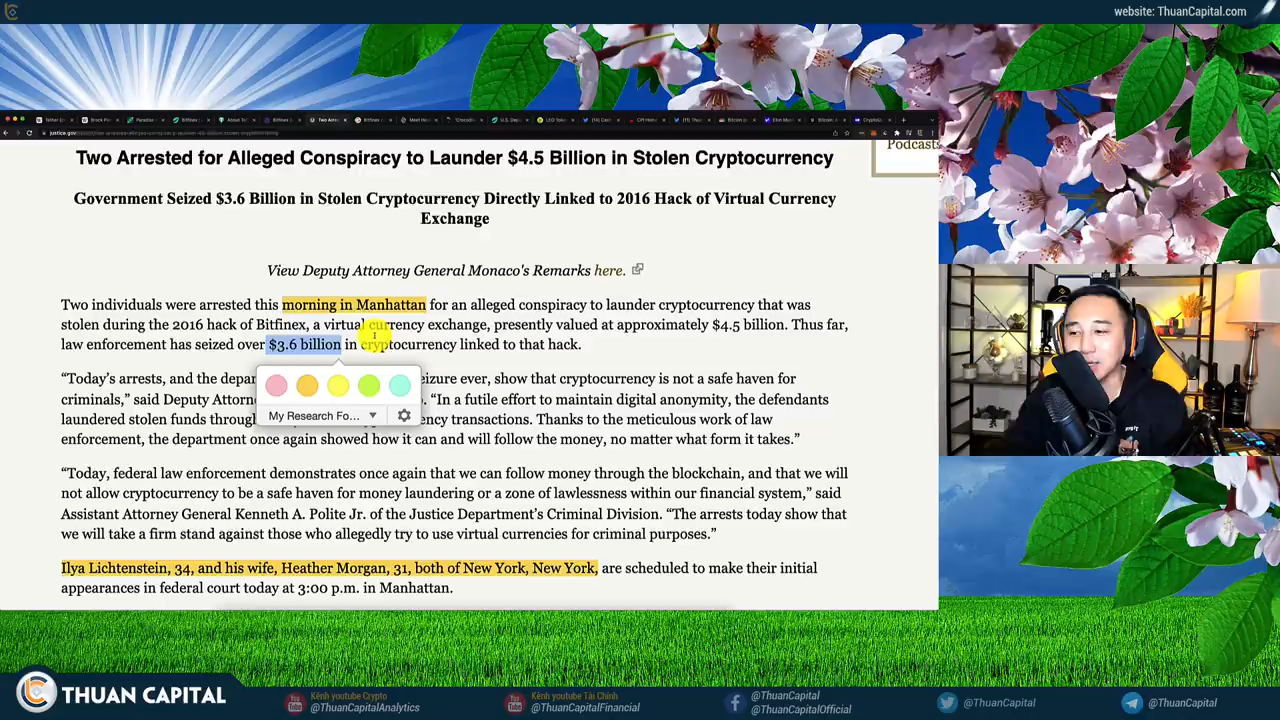 website: ThuanCapital.com
justice.gov
Podcasts
Two Arrested for Alleged Conspiracy to Launder $4.5 Billion in Stolen Cryptocurrency
Government Seized $3.6 Billion in Stolen Cryptocurrency Directly Linked to 2016 Hack of Virtual Currency
Exchange
View Deputy Attorney General Monaco's Remarks here.
Two individuals were arrested this morning in Manhattan for an alleged conspiracy to launder cryptocurrency that was
stolen during the 2016 hack of Bitfinex, a virtual currency exchange, presently valued at approximately $4.5 billion. Thus far,
law enforcement has seized over $3.6 billion in cryptocurrency linked to that hack.
“Today’s arrests, and the depar eizure ever, show that cryptocurrency is not a safe haven for
criminals,” said Deputy Attorne . “In a futile effort to maintain digital anonymity, the defendants
laundered stolen funds through ency transactions. Thanks to the meticulous work of law
enforcement, the department once again showed how it can and will follow the money, no matter what form it takes.”
My Research Fo...
“Today, federal law enforcement demonstrates once again that we can follow money through the blockchain, and that we will
not allow cryptocurrency to be a safe haven for money laundering or a zone of lawlessness within our financial system,” said
Assistant Attorney General Kenneth A. Polite Jr. of the Justice Department’s Criminal Division. “The arrests today show that
we will take a firm stand against those who allegedly try to use virtual currencies for criminal purposes.”
Ilya Lichtenstein, 34, and his wife, Heather Morgan, 31, both of New York, New York, are scheduled to make their initial
appearances in federal court today at 3:00 p.m. in Manhattan.
THUAN CAPITAL
Kênh youtube Crypto
@ThuanCapitalAnalytics
Kênh youtube Tài Chính
@ThuanCapitalFinancial
@ThuanCapital
@ThuanCapitalOfficial
@ThuanCapital
@ThuanCapital